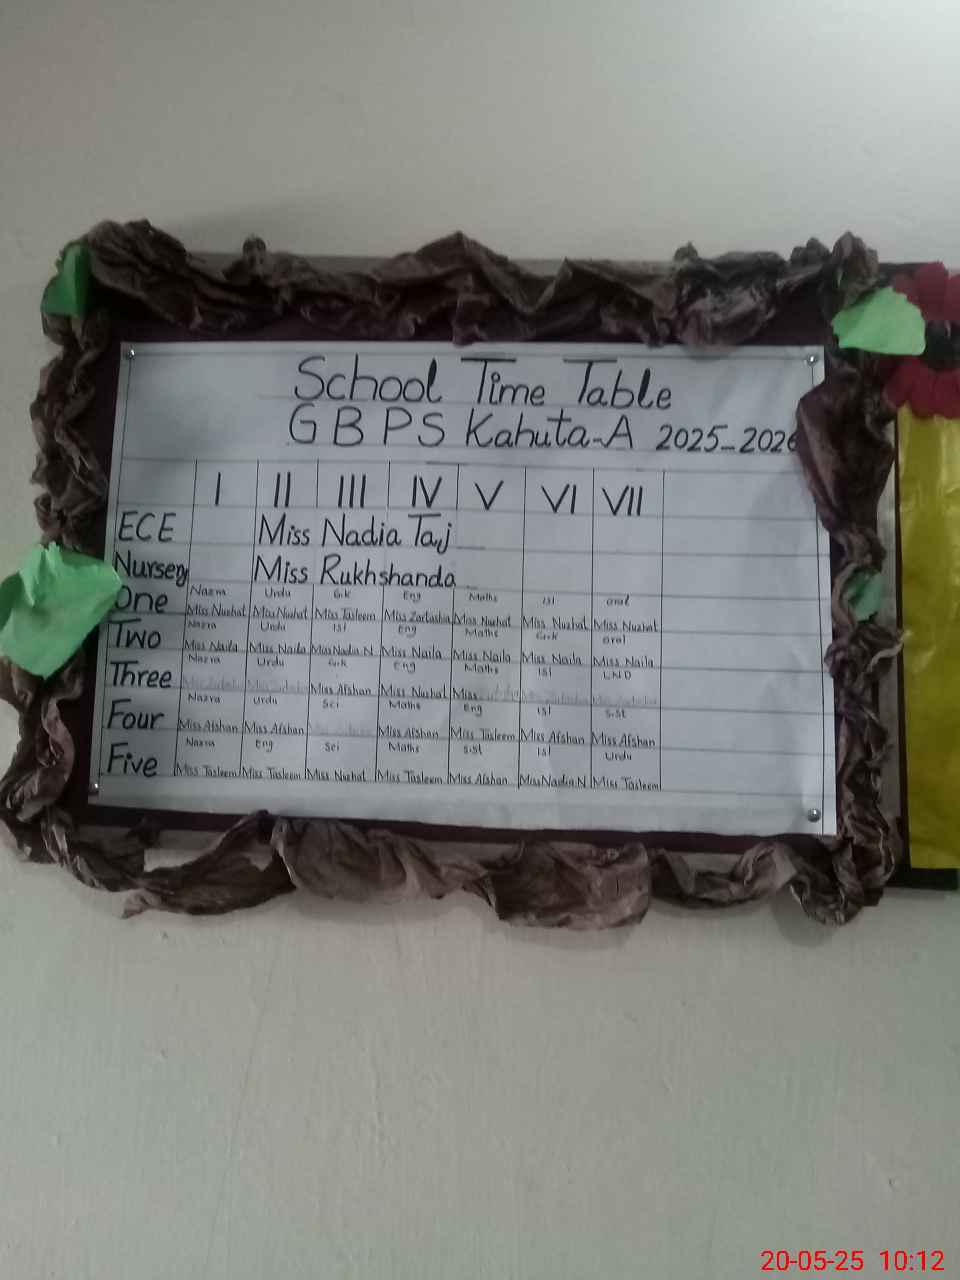 School Time Table
GBPS Kahuta-A 2025-2026
I II III IV V VI VII
ECE Miss Nadia Taj
Nursery Miss Rukhshanda
Nazra Urdu G.k Eng Maths Isl oral
One Miss Nuzhat Miss Nuzhat Miss Tasleem Miss Zartasha Miss Nuzhat Miss Nuzhat Miss Nuzhat
Nazra Urdu Isl Eng Maths G.k oral
Two Miss Naila Miss Naila Miss Nadia N Miss Naila Miss Naila Miss Naila Miss Naila
Nazra Urdu G.k Eng Maths Isl LND
Three Miss Afshan Miss Nuzhat Miss
Nazra Urdu Sci Maths Eng Isl S.St
Four Miss Afshan Miss Afshan Miss Afshan Miss Tasleem Miss Afshan Miss Afshan
Nazra Eng Sci Maths S.St Isl Urdu
Five Miss Tasleem Miss Tasleem Miss Nuzhat Miss Tasleem Miss Afshan Miss Nadia N Miss Tasleem
20-05-25 10:12